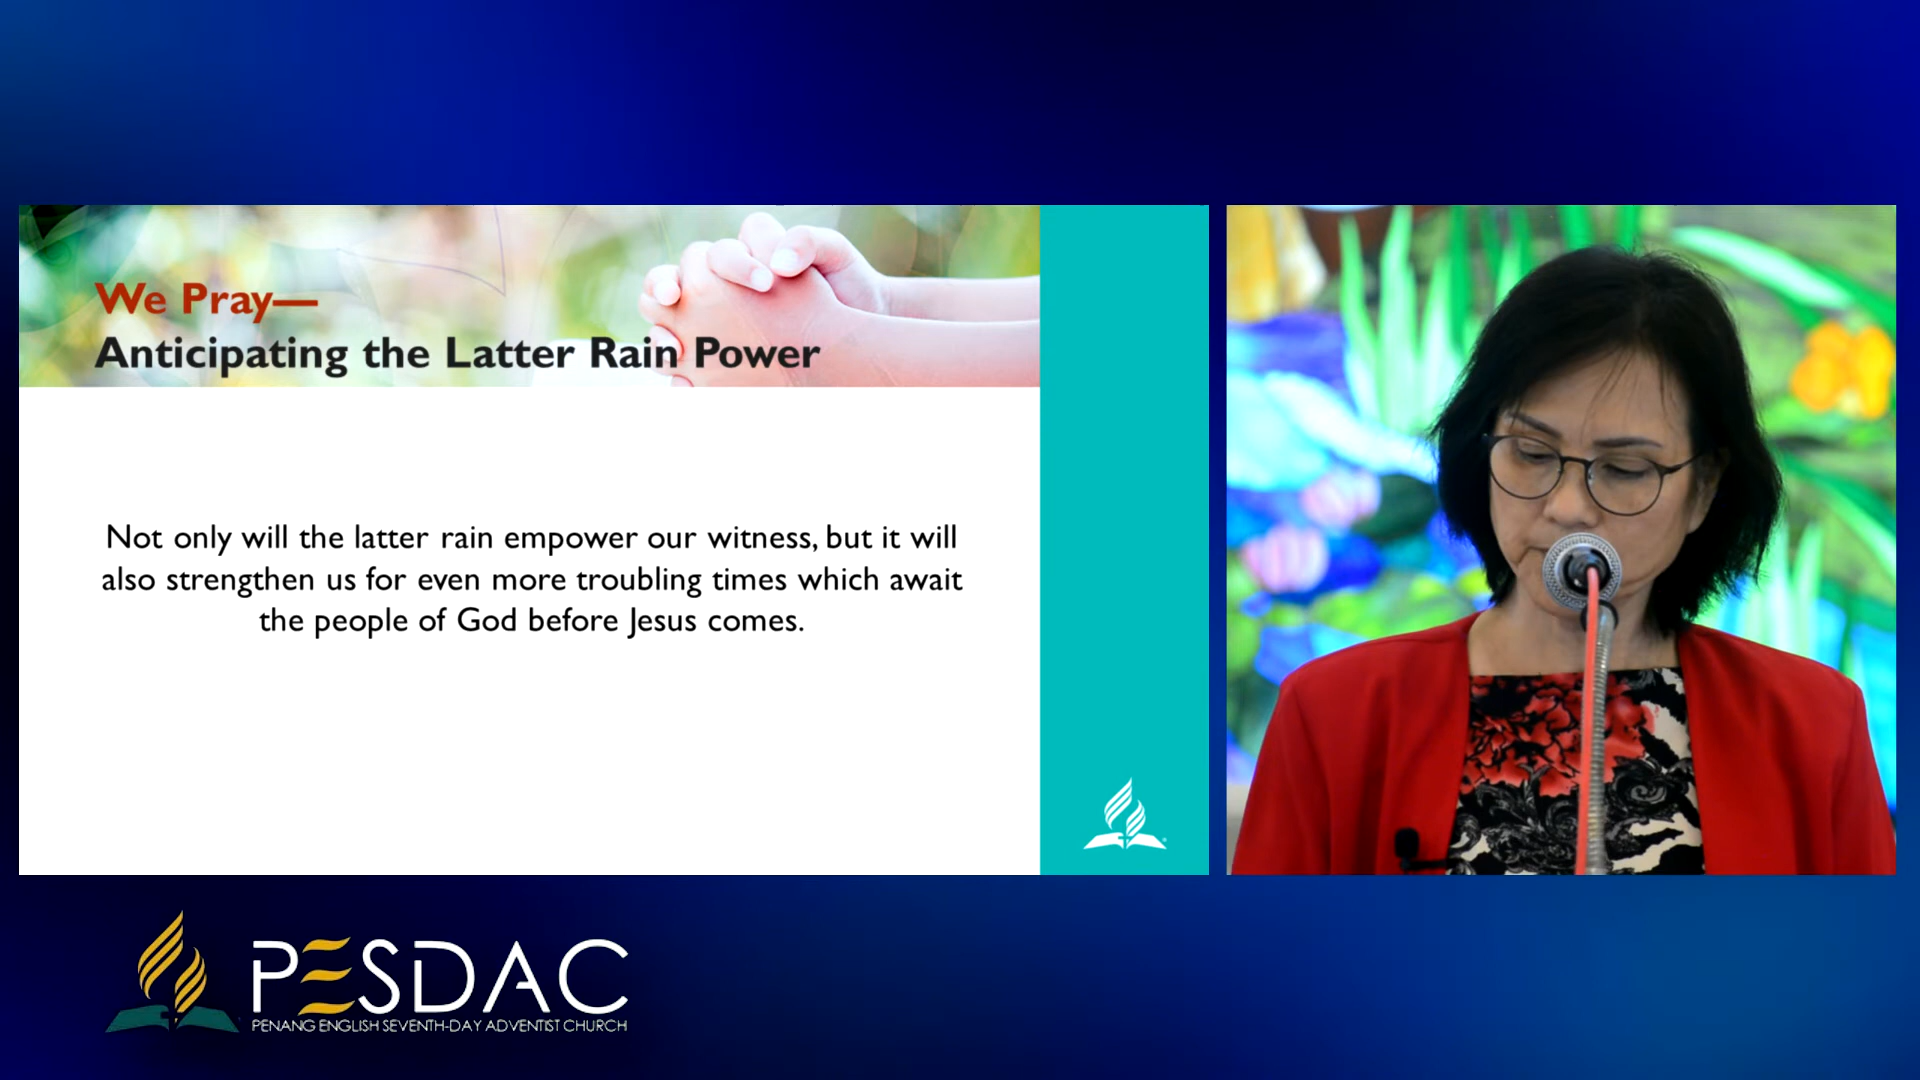 We Pray—
Anticipating the Latter Rain Power
Not only will the latter rain empower our witness, but it will
also strengthen us for even more troubling times which await
the people of God before Jesus comes.
PESDAC
PENANG ENGLISH SEVENTH-DAY ADVENTIST CHURCH